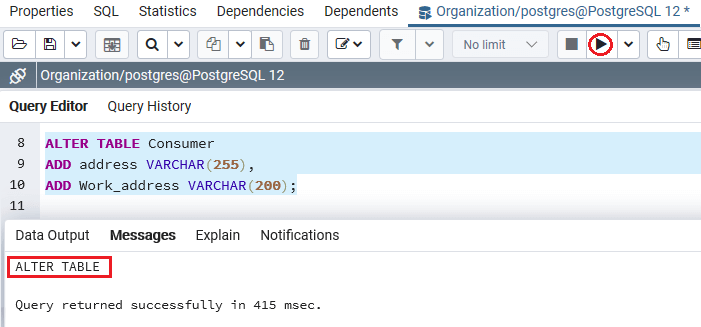 Properties SQL Statistics Dependencies Dependents Organization/postgres@PostgreSQL 12 *
No limit
Organization/postgres@PostgreSQL 12
Query Editor Query History
8 ALTER TABLE Consumer
9 ADD address VARCHAR(255),
10 ADD Work_address VARCHAR(200);
11
Data Output Messages Explain Notifications
ALTER TABLE
Query returned successfully in 415 msec.